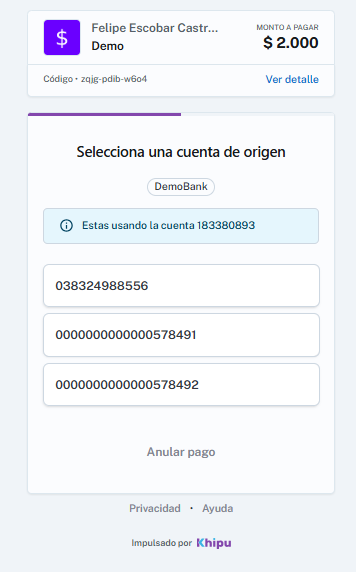 $
Felipe Escobar Castr...
Demo
MONTO A PAGAR
$ 2.000
Código • zqjg-pdib-w6o4
Ver detalle
Selecciona una cuenta de origen
DemoBank
Estas usando la cuenta 183380893
038324988556
0000000000000578491
0000000000000578492
Anular pago
Privacidad • Ayuda
Impulsado por Khipu